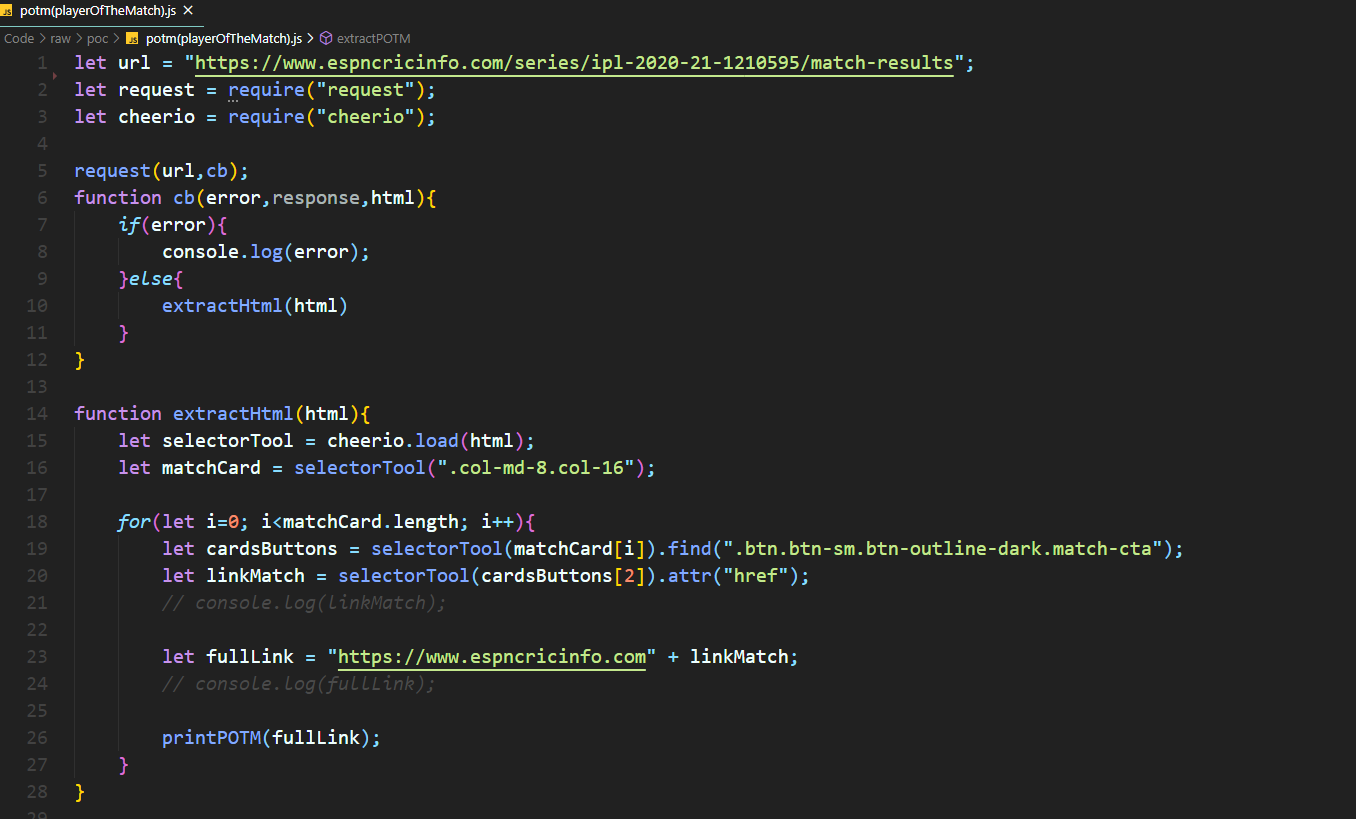 JS potm(playerOfTheMatch).js ×
Code > raw > poc > JS potm(playerOfTheMatch).js > extractPOTM
1 let url = "https://www.espncricinfo.com/series/ipl-2020-21-1210595/match-results";
2 let request = require("request");
3 let cheerio = require("cheerio");
4
5 request(url,cb);
6 function cb(error,response,html){
7     if(error){
8         console.log(error);
9     }else{
10         extractHtml(html)
11     }
12 }
13
14 function extractHtml(html){
15     let selectorTool = cheerio.load(html);
16     let matchCard = selectorTool(".col-md-8.col-16");
17
18     for(let i=0; i<matchCard.length; i++){
19         let cardsButtons = selectorTool(matchCard[i]).find(".btn.btn-sm.btn-outline-dark.match-cta");
20         let linkMatch = selectorTool(cardsButtons[2]).attr("href");
21         // console.log(linkMatch);
22
23         let fullLink = "https://www.espncricinfo.com" + linkMatch;
24         // console.log(fullLink);
25
26         printPOTM(fullLink);
27     }
28 }
29